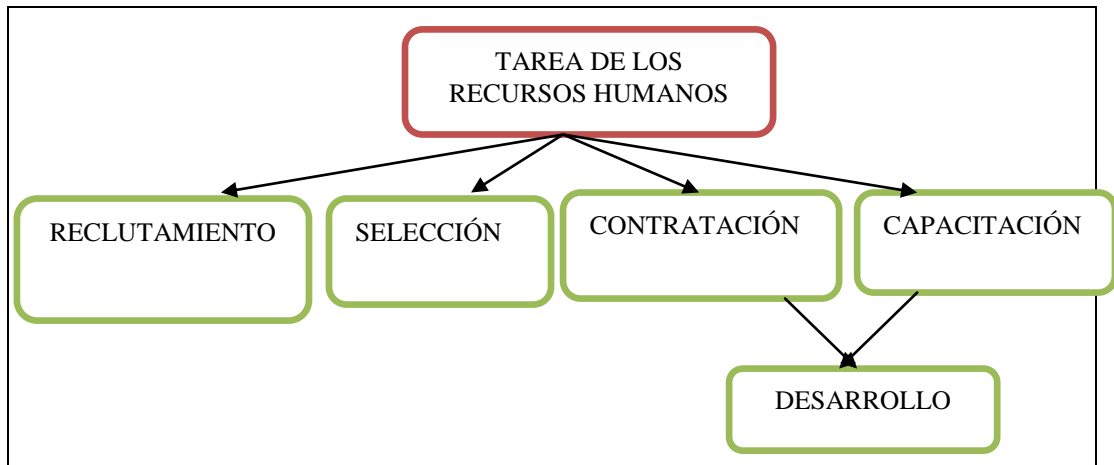 TAREA DE LOS
RECURSOS HUMANOS
RECLUTAMIENTO
SELECCIÓN
CONTRATACIÓN
CAPACITACIÓN
DESARROLLO